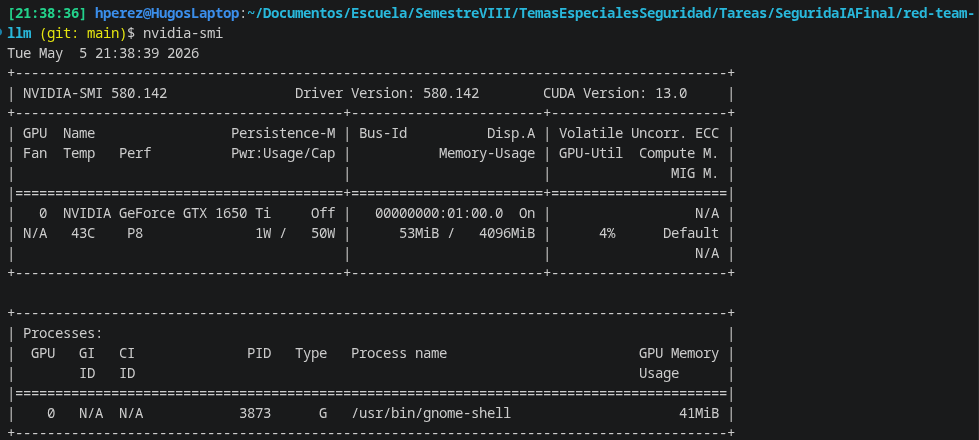 [21:38:36] hperez@HugosLaptop:~/Documentos/Escuela/SemestreVIII/TemasEspecialesSeguridad/Tareas/SeguridaIAFinal/red-team-
llm (git: main)$ nvidia-smi
Tue May  5 21:38:39 2026
+-----------------------------------------------------------------------------------------+
| NVIDIA-SMI 580.142                Driver Version: 580.142        CUDA Version: 13.0     |
+-----------------------------------------+------------------------+----------------------+
| GPU  Name                 Persistence-M | Bus-Id          Disp.A | Volatile Uncorr. ECC |
| Fan  Temp   Perf          Pwr:Usage/Cap |           Memory-Usage | GPU-Util  Compute M. |
|                                         |                        |               MIG M. |
|=========================================+========================+======================|
|   0  NVIDIA GeForce GTX 1650 Ti     Off |   00000000:01:00.0  On |                  N/A |
| N/A   43C    P8              1W /   50W |      53MiB /   4096MiB |      4%      Default |
|                                         |                        |                  N/A |
+-----------------------------------------+------------------------+----------------------+

+-----------------------------------------------------------------------------------------+
| Processes:                                                                              |
|  GPU   GI   CI              PID   Type   Process name                        GPU Memory |
|        ID   ID                                                               Usage      |
|=========================================================================================|
|    0   N/A  N/A            3873      G   /usr/bin/gnome-shell                     41MiB |
+-----------------------------------------------------------------------------------------+